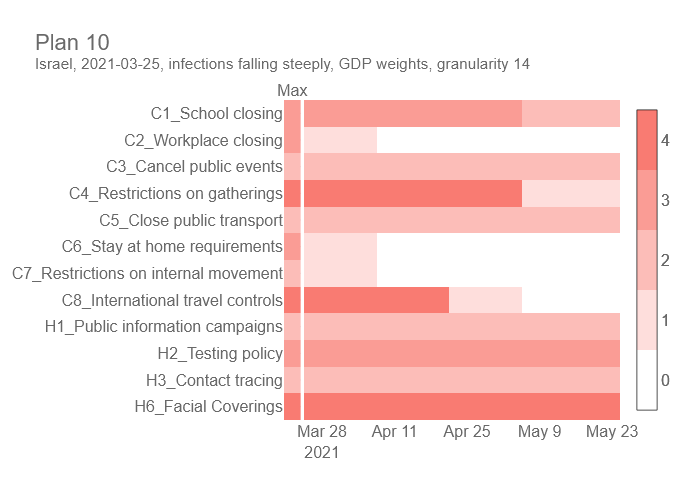 Plan 10
Israel, 2021-03-25, infections falling steeply, GDP weights, granularity 14
Max
C1_School closing
C2_Workplace closing
C3_Cancel public events
C4_Restrictions on gatherings
C5_Close public transport
C6_Stay at home requirements
C7_Restrictions on internal movement
C8_International travel controls
H1_Public information campaigns
H2_Testing policy
H3_Contact tracing
H6_Facial Coverings
4
3
2
1
0
Mar 28 Apr 11 Apr 25 May 9 May 23
2021